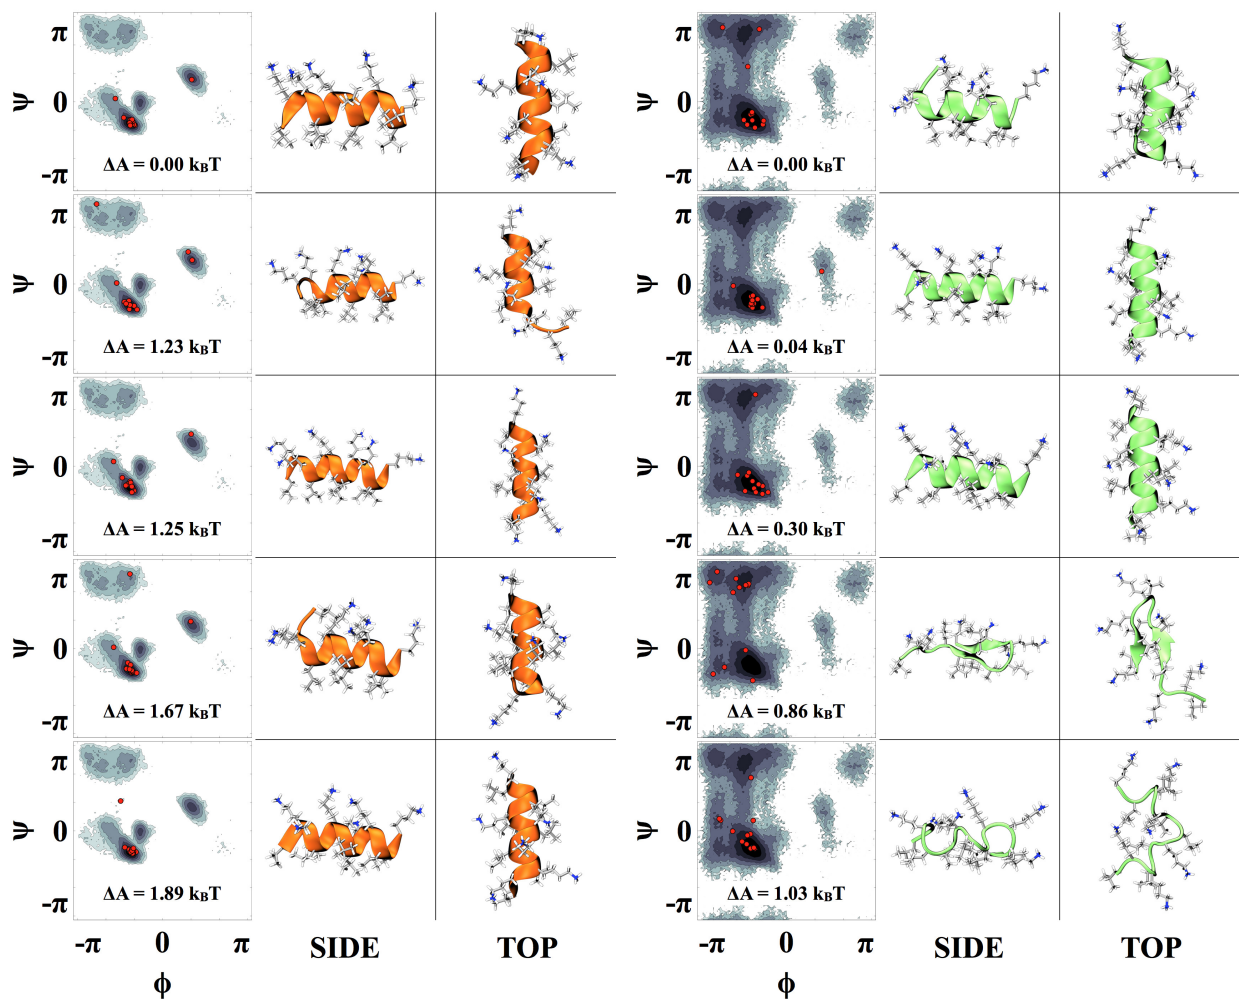 π π
Ψ 0 Ψ 0
ΔA = 0.00 kBT ΔA = 0.00 kBT
-π -π
π π
Ψ 0 Ψ 0
ΔA = 1.23 kBT ΔA = 0.04 kBT
-π -π
π π
Ψ 0 Ψ 0
ΔA = 1.25 kBT ΔA = 0.30 kBT
-π -π
π π
Ψ 0 Ψ 0
ΔA = 1.67 kBT ΔA = 0.86 kBT
-π -π
π π
Ψ 0 Ψ 0
ΔA = 1.89 kBT ΔA = 1.03 kBT
-π -π
-π 0 π SIDE TOP -π 0 π SIDE TOP
ϕ ϕ